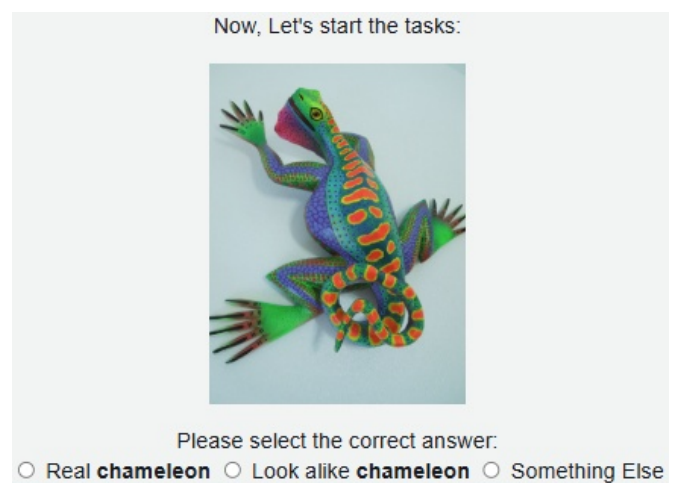 Now, Let's start the tasks:
Please select the correct answer:
Real chameleon Look alike chameleon Something Else